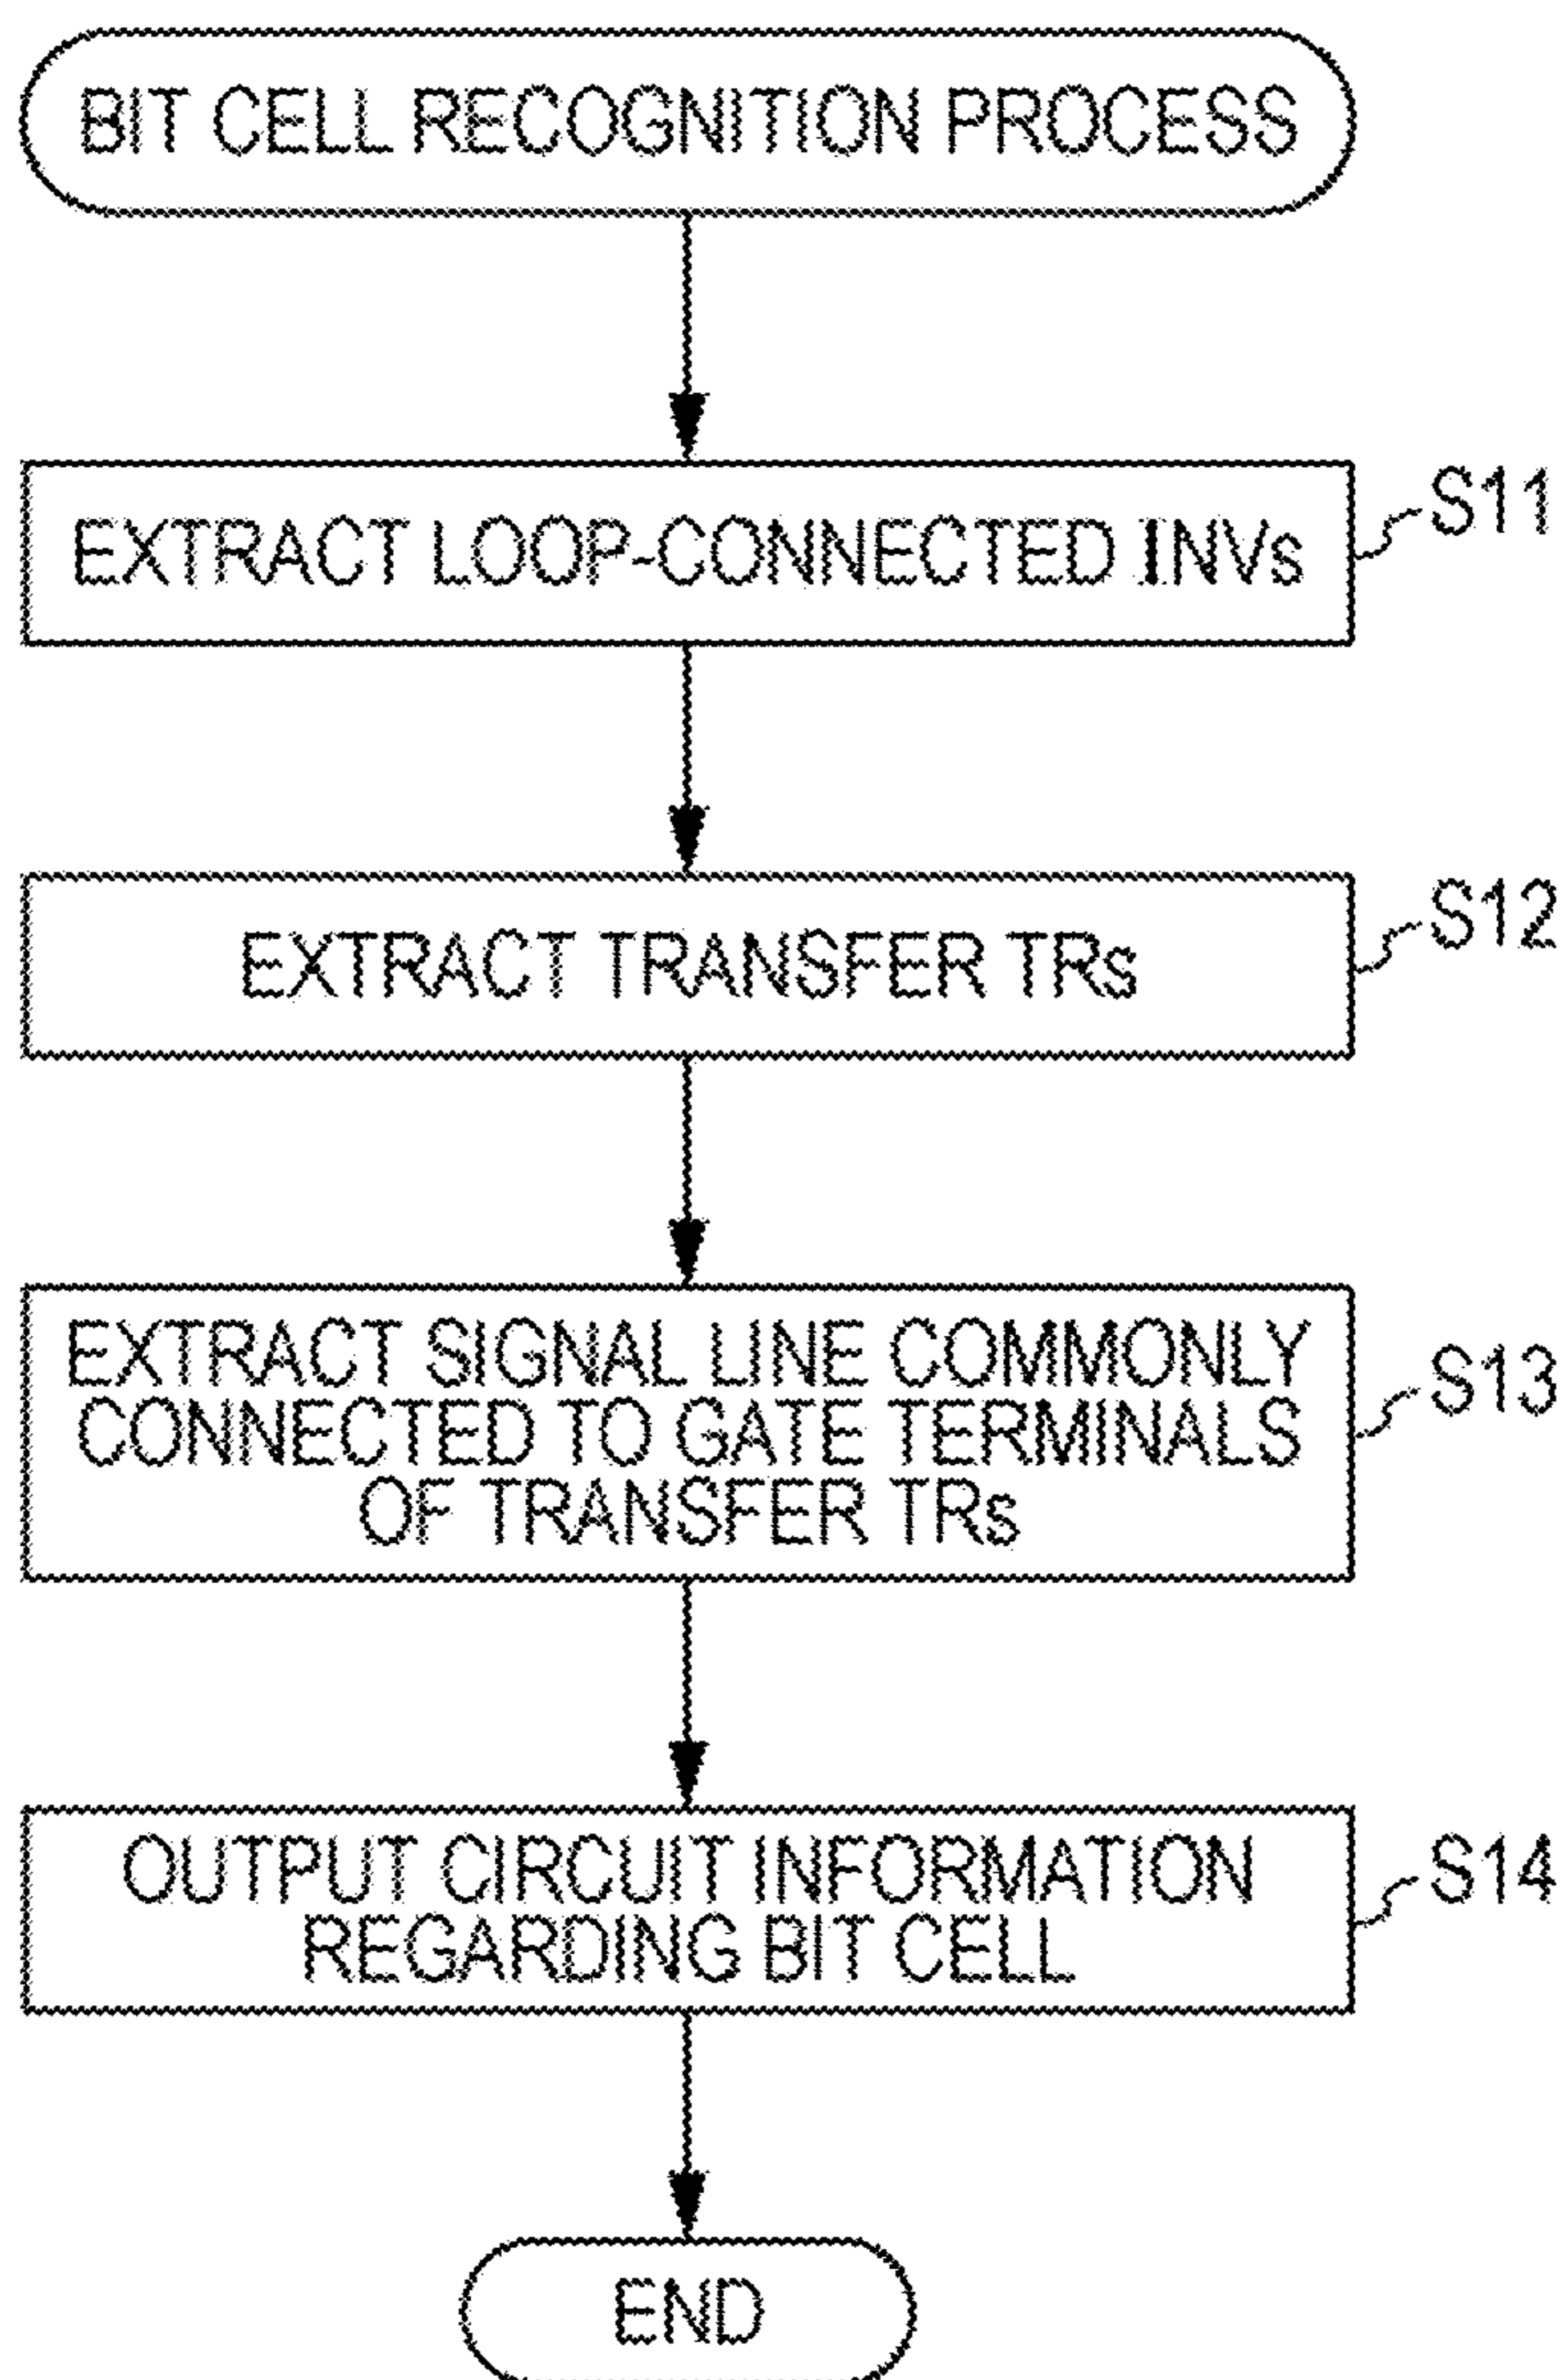 BIT CELL RECOGNITION PROCESS
EXTRACT LOOP-CONNECTED INVs
S11
EXTRACT TRANSFER TRs
S12
EXTRACT SIGNAL LINE COMMONLY
CONNECTED TO GATE TERMINALS
OF TRANSFER TRs
S13
OUTPUT CIRCUIT INFORMATION
REGARDING BIT CELL
S14
END